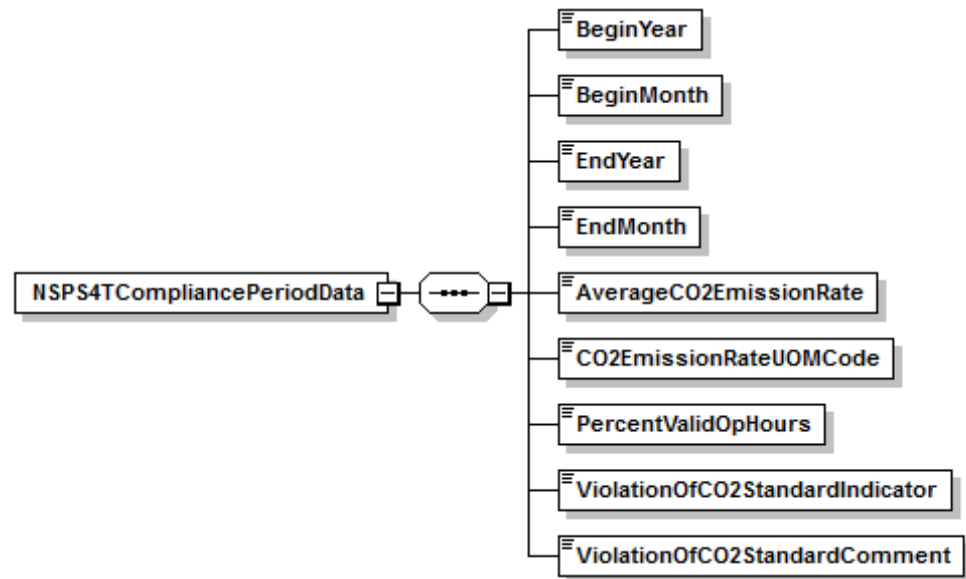 BeginYear
BeginMonth
EndYear
EndMonth
NSPS4TCompliancePeriodData
AverageCO2EmissionRate
CO2EmissionRateUOMCode
PercentValidOpHours
ViolationOfCO2StandardIndicator
ViolationOfCO2StandardComment